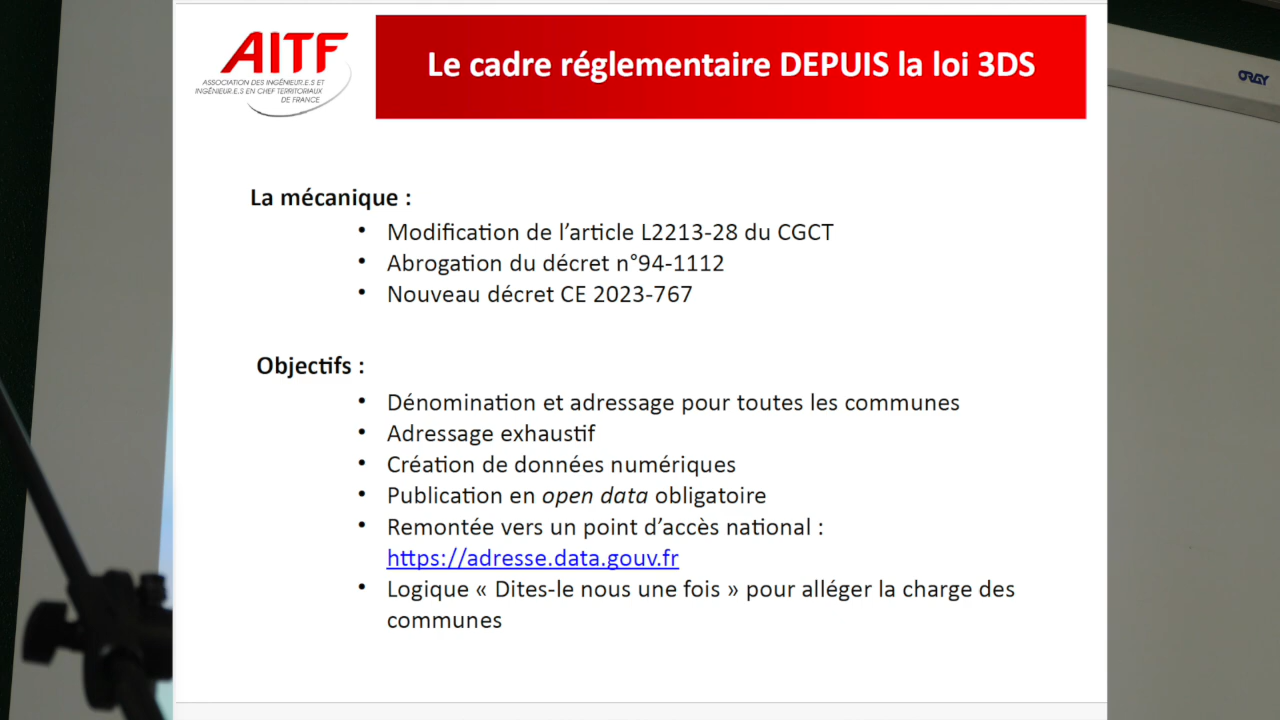 AITF
ASSOCIATION DES INGÉNIEUR.E.S ET
INGÉNIEUR.E.S EN CHEF TERRITORIAUX
DE FRANCE
Le cadre réglementaire DEPUIS la loi 3DS
ORAY
La mécanique :
• Modification de l’article L2213-28 du CGCT
• Abrogation du décret n°94-1112
• Nouveau décret CE 2023-767
Objectifs :
• Dénomination et adressage pour toutes les communes
• Adressage exhaustif
• Création de données numériques
• Publication en open data obligatoire
• Remontée vers un point d’accès national :
https://adresse.data.gouv.fr
• Logique « Dites-le nous une fois » pour alléger la charge des
communes